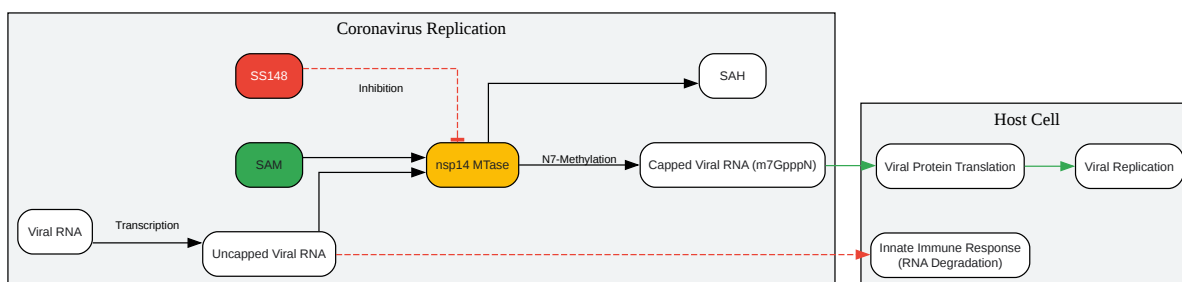 Coronavirus Replication
SS148
Inhibition
SAH
Host Cell
SAM
nsp14 MTase
N7-Methylation
Capped Viral RNA (m7GpppN)
Viral Protein Translation
Viral Replication
Viral RNA
Transcription
Uncapped Viral RNA
Innate Immune Response
(RNA Degradation)